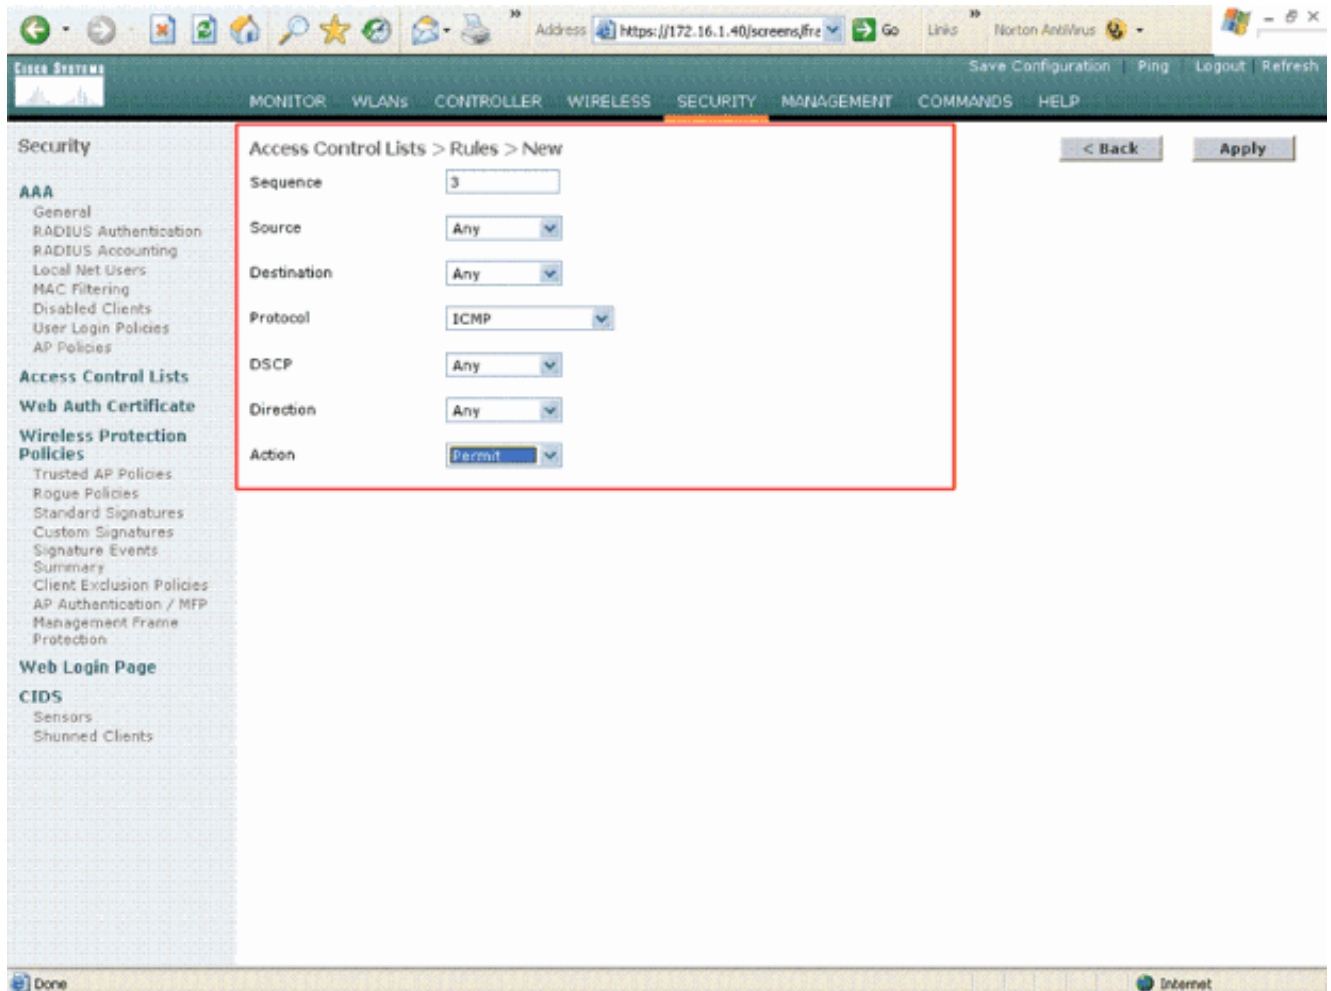 Address https://172.16.1.40/screens/fra Go Links Norton AntiVirus
CISCO SYSTEMS
Save Configuration Ping Logout Refresh
MONITOR WLANs CONTROLLER WIRELESS SECURITY MANAGEMENT COMMANDS HELP
Security
AAA
General
RADIUS Authentication
RADIUS Accounting
Local Net Users
MAC Filtering
Disabled Clients
User Login Policies
AP Policies
Access Control Lists
Web Auth Certificate
Wireless Protection
Policies
Trusted AP Policies
Rogue Policies
Standard Signatures
Custom Signatures
Signature Events
Summary
Client Exclusion Policies
AP Authentication / MFP
Management Frame
Protection
Web Login Page
CIDS
Sensors
Shunned Clients
Access Control Lists > Rules > New
< Back Apply
Sequence 3
Source Any
Destination Any
Protocol ICMP
DSCP Any
Direction Any
Action Permit
Done Internet